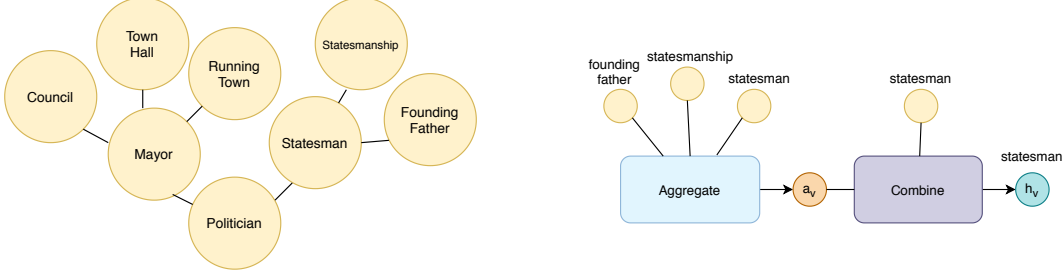 Town
Hall
Statesmanship
Running
Town
Council
Founding
Father
Statesman
Mayor
Politician
founding
father
statesmanship
statesman
statesman
Aggregate
a_v
Combine
statesman
h_v